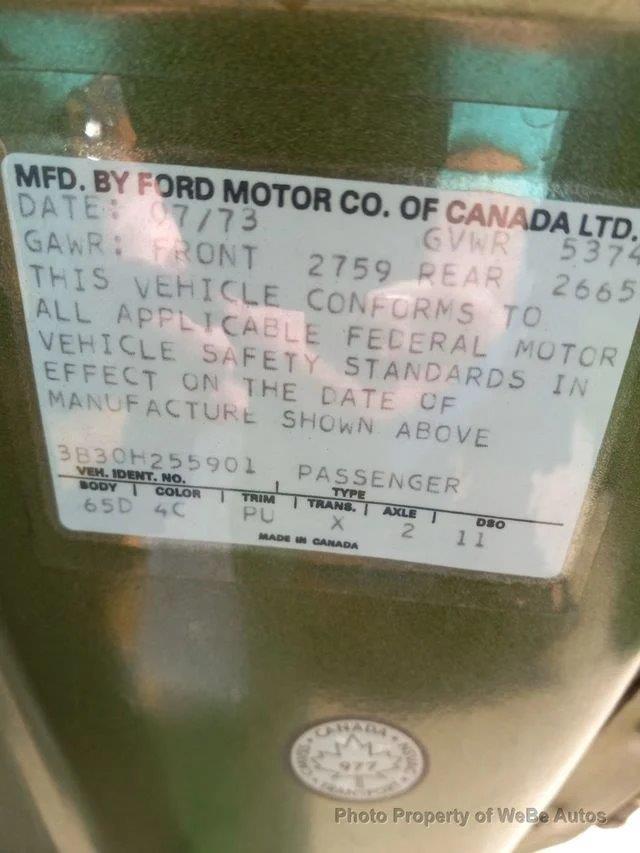 MFD. BY FORD MOTOR CO. OF CANADA LTD.
DATE: 07/73 GVWR 5374
GAWR: FRONT 2759 REAR 2665
THIS VEHICLE CONFORMS TO
ALL APPLICABLE FEDERAL MOTOR
VEHICLE SAFETY STANDARDS IN
EFFECT ON THE DATE OF
MANUFACTURE SHOWN ABOVE
3B30H255901 PASSENGER
VEH. IDENT. NO. TYPE
BODY COLOR TRIM TRANS. AXLE DSO
65D 4C PU X 2 11
MADE IN CANADA
CANADA
977
TRANSPORT
Photo Property of WeBe Autos